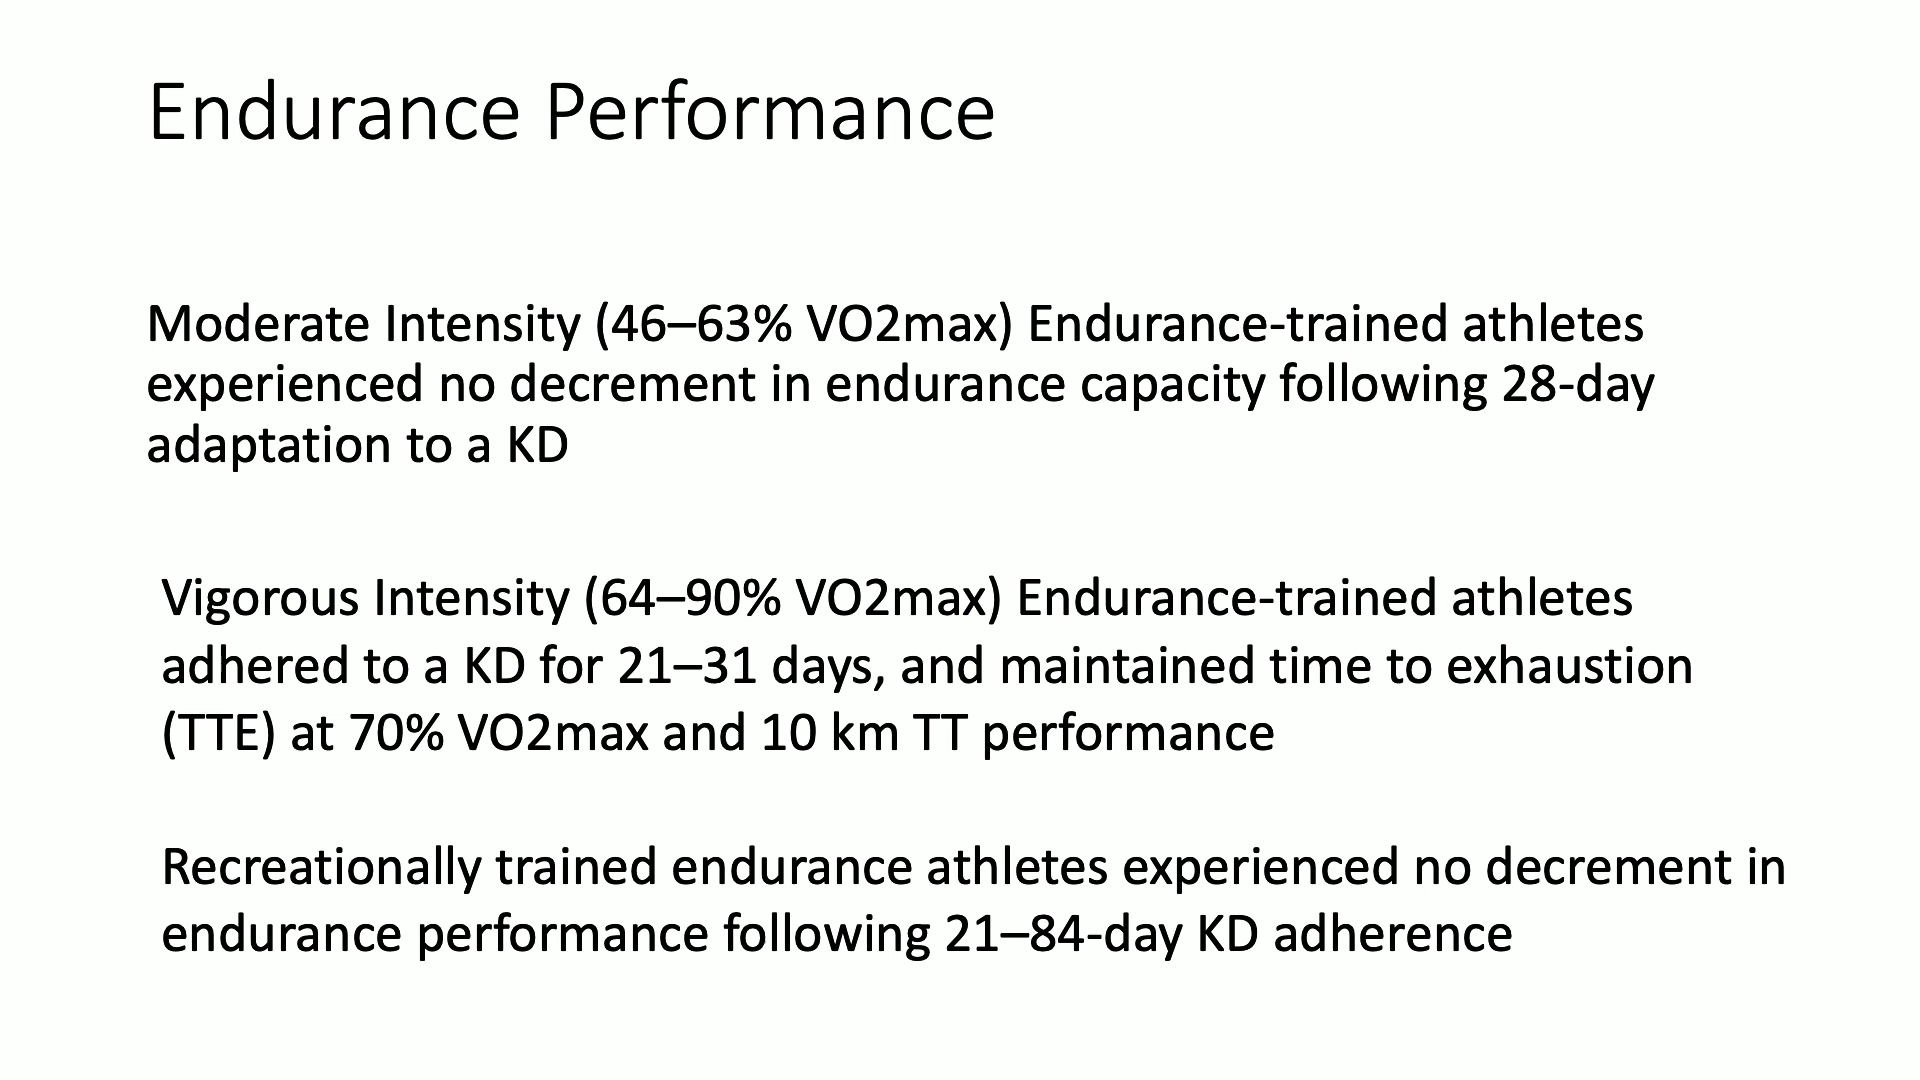 Endurance Performance
Moderate Intensity (46–63% VO2max) Endurance-trained athletes
experienced no decrement in endurance capacity following 28-day
adaptation to a KD
Vigorous Intensity (64–90% VO2max) Endurance-trained athletes
adhered to a KD for 21–31 days, and maintained time to exhaustion
(TTE) at 70% VO2max and 10 km TT performance
Recreationally trained endurance athletes experienced no decrement in
endurance performance following 21–84-day KD adherence